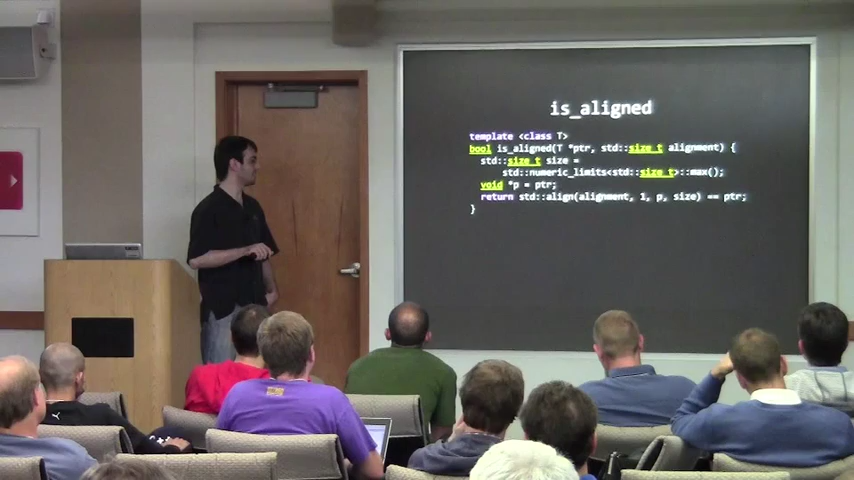 is_aligned
template <class T>
bool is_aligned(T *ptr, std::size_t alignment) {
std::size_t size =
std::numeric_limits<std::size_t>::max();
void *p = ptr;
return std::align(alignment, 1, p, size) == ptr;
}